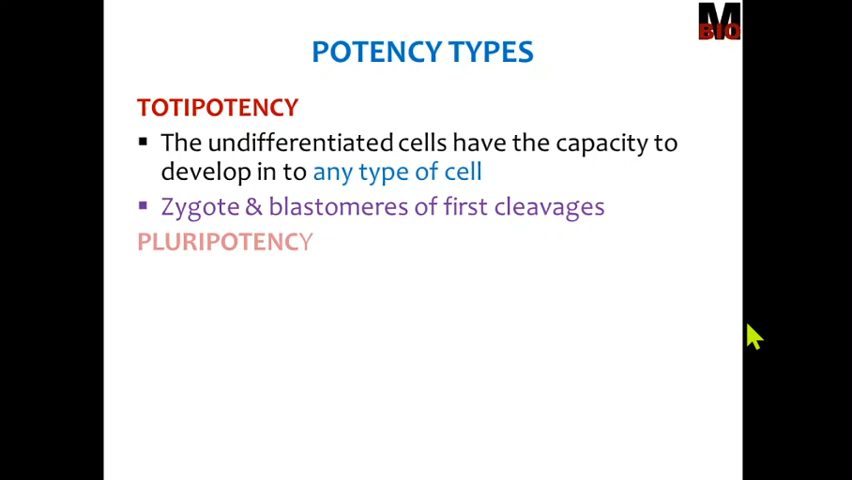 M
BIO
POTENCY TYPES
TOTIPOTENCY
▪ The undifferentiated cells have the capacity to
develop in to any type of cell
▪ Zygote & blastomeres of first cleavages
PLURIPOTENCY